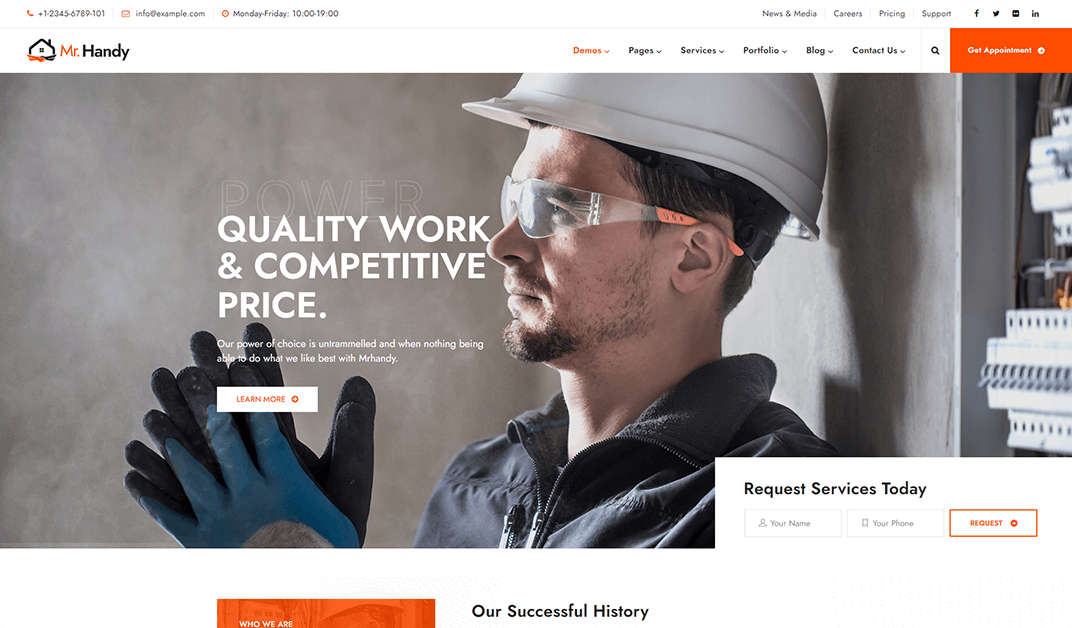 +1-2345-6789-101 info@example.com Monday-Friday: 10:00-19:00 News & Media Careers Pricing Support
Mr. Handy Demos Pages Services Portfolio Blog Contact Us Get Appointment
POWER
QUALITY WORK
& COMPETITIVE
PRICE.
Our power of choice is untrammelled and when nothing being
able to do what we like best with Mrhandy.
LEARN MORE
Request Services Today
Your Name Your Phone REQUEST
Our Successful History
WHO WE ARE